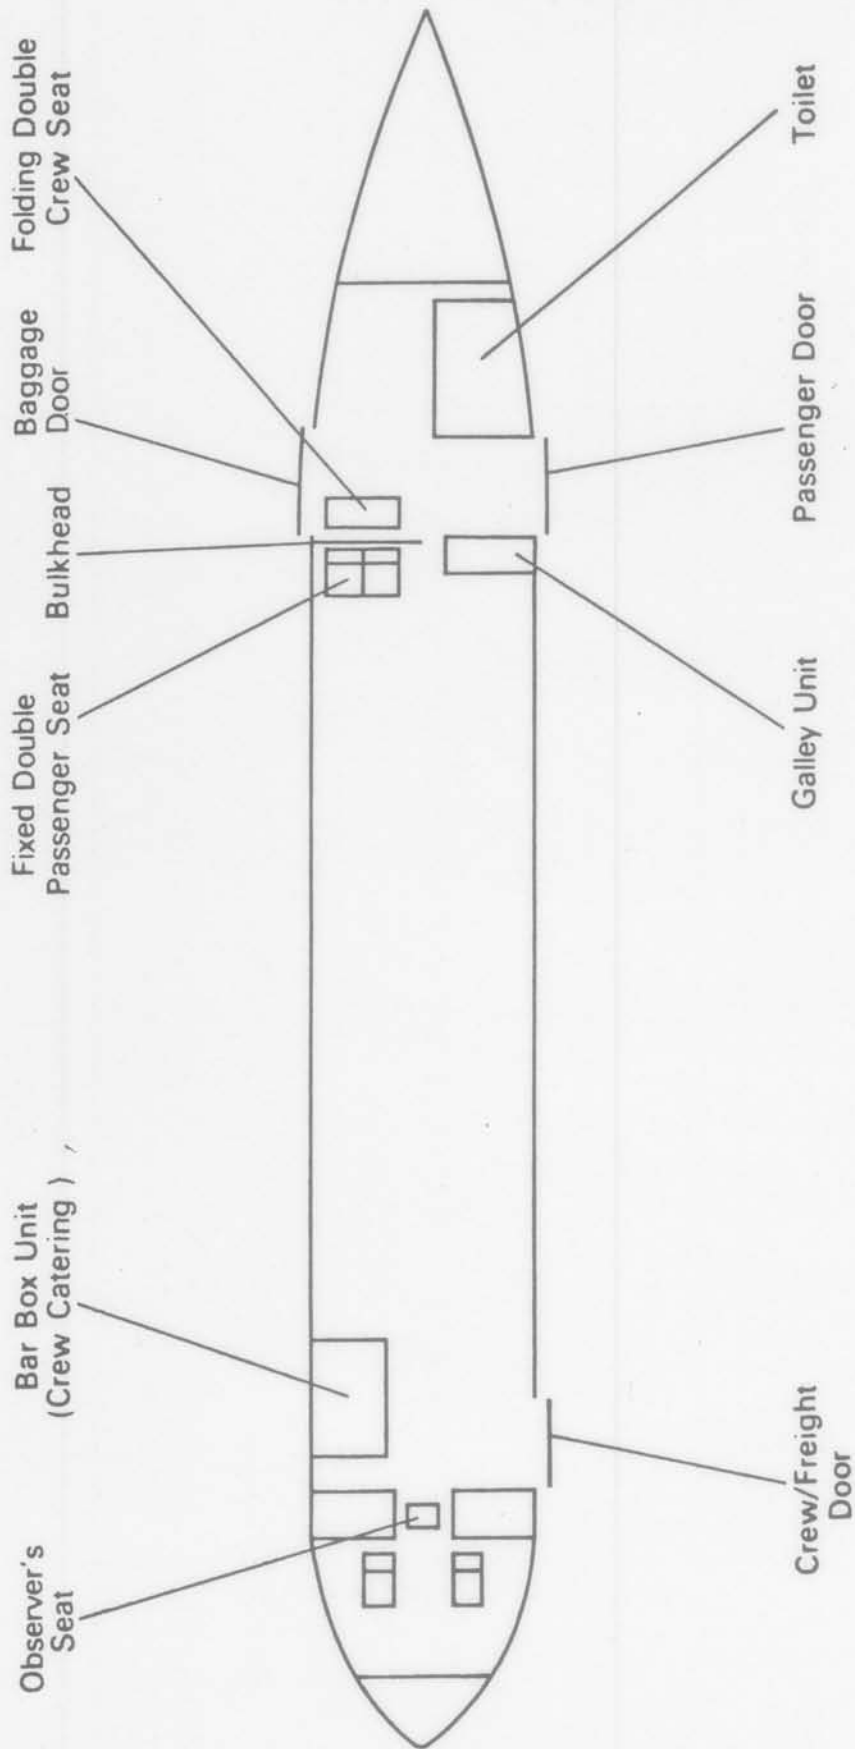 Observer's
Seat
Bar Box Unit
(Crew Catering)
Fixed Double
Passenger Seat
Bulkhead
Baggage
Door
Folding Double
Crew Seat
Crew/Freight
Door
Galley Unit
Passenger Door
Toilet